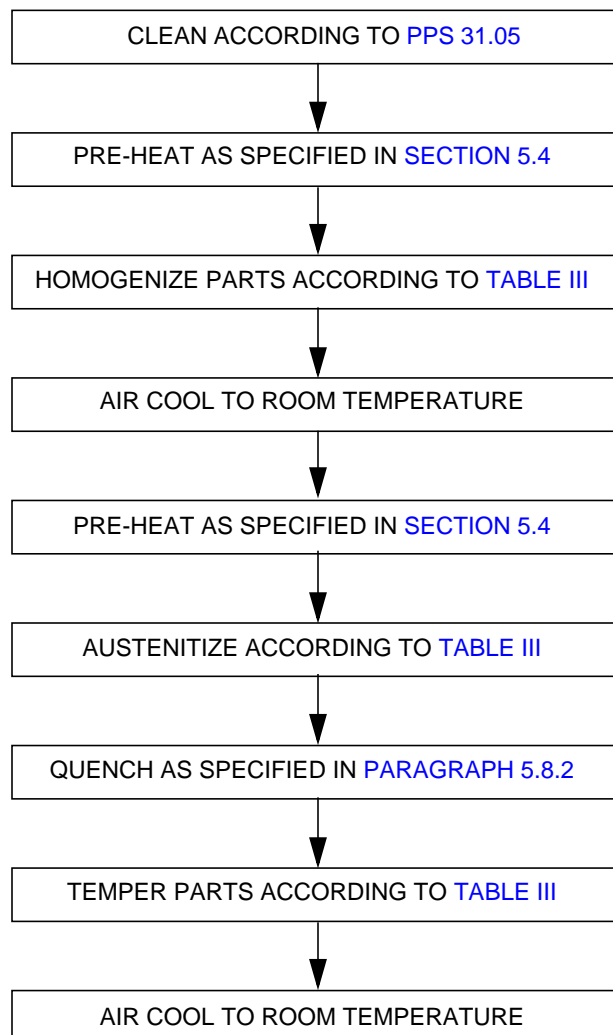 CLEAN ACCORDING TO PPS 31.05
PRE-HEAT AS SPECIFIED IN SECTION 5.4
HOMOGENIZE PARTS ACCORDING TO TABLE III
AIR COOL TO ROOM TEMPERATURE
PRE-HEAT AS SPECIFIED IN SECTION 5.4
AUSTENITIZE ACCORDING TO TABLE III
QUENCH AS SPECIFIED IN PARAGRAPH 5.8.2
TEMPER PARTS ACCORDING TO TABLE III
AIR COOL TO ROOM TEMPERATURE